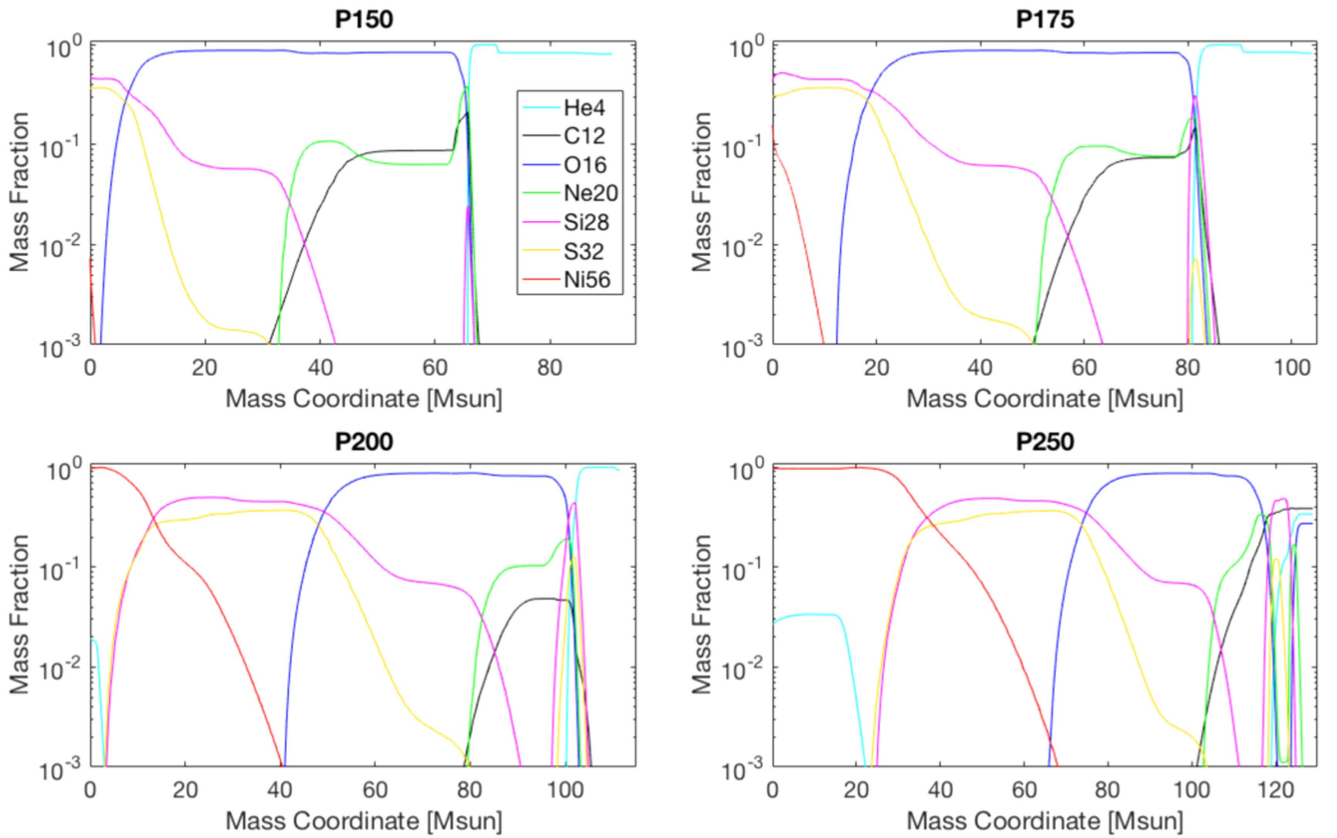 P150
10^0
10^-1
10^-2
10^-3
Mass Fraction
0 20 40 60 80
Mass Coordinate [Msun]
He4
C12
O16
Ne20
Si28
S32
Ni56
P175
10^0
10^-1
10^-2
10^-3
Mass Fraction
0 20 40 60 80 100
Mass Coordinate [Msun]
P200
10^0
10^-1
10^-2
10^-3
Mass Fraction
0 20 40 60 80 100
Mass Coordinate [Msun]
P250
10^0
10^-1
10^-2
10^-3
Mass Fraction
0 20 40 60 80 100 120
Mass Coordinate [Msun]